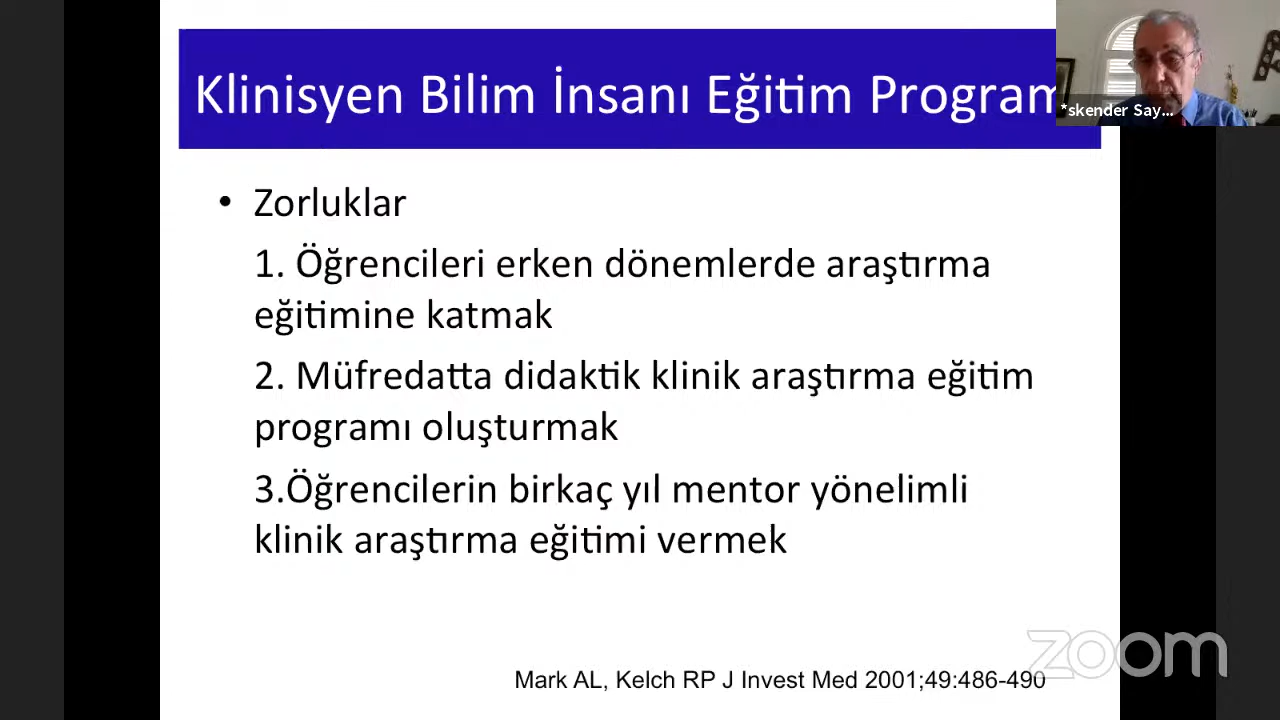 Klinisyen Bilim İnsanı Eğitim Program
*skender Say...
• Zorluklar
1. Öğrencileri erken dönemlerde araştırma
eğitimine katmak
2. Müfredatta didaktik klinik araştırma eğitim
programı oluşturmak
3.Öğrencilerin birkaç yıl mentor yönelimli
klinik araştırma eğitimi vermek
zoom
Mark AL, Kelch RP J Invest Med 2001;49:486-490